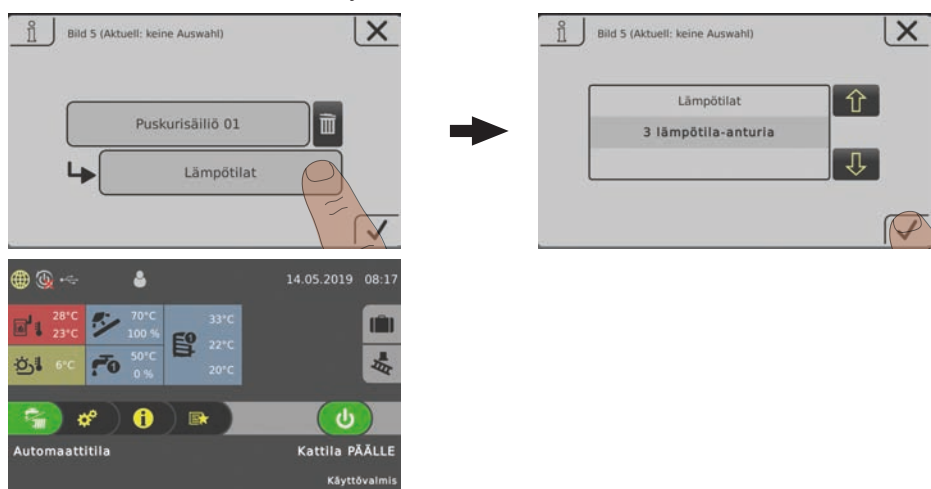 Bild 5 (Aktuell: keine Auswahl)
Puskurisäiliö 01
Lämpötilat
Bild 5 (Aktuell: keine Auswahl)
Lämpötilat
3 lämpötila-anturia
14.05.2019 08:17
28°C 70°C 33°C
23°C 100 %
22°C
6°C 50°C
0 % 20°C
Automaattitila Kattila PÄÄLLE
Käyttövalmis